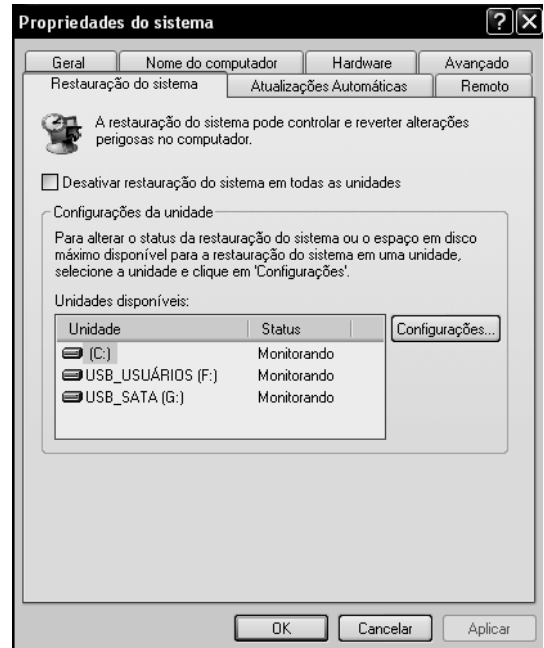 Propriedades do sistema
Geral
Nome do computador
Hardware
Avançado
Restauração do sistema
Atualizações Automáticas
Remoto
A restauração do sistema pode controlar e reverter alterações
perigosas no computador.
Desativar restauração do sistema em todas as unidades
Configurações da unidade
Para alterar o status da restauração do sistema ou o espaço em disco
máximo disponível para a restauração do sistema em uma unidade,
selecione a unidade e clique em 'Configurações'.
Unidades disponíveis:
Unidade Status
(C:) Monitorando
USB_USUÁRIOS (F:) Monitorando
USB_SATA (G:) Monitorando
Configurações...
OK
Cancelar
Aplicar